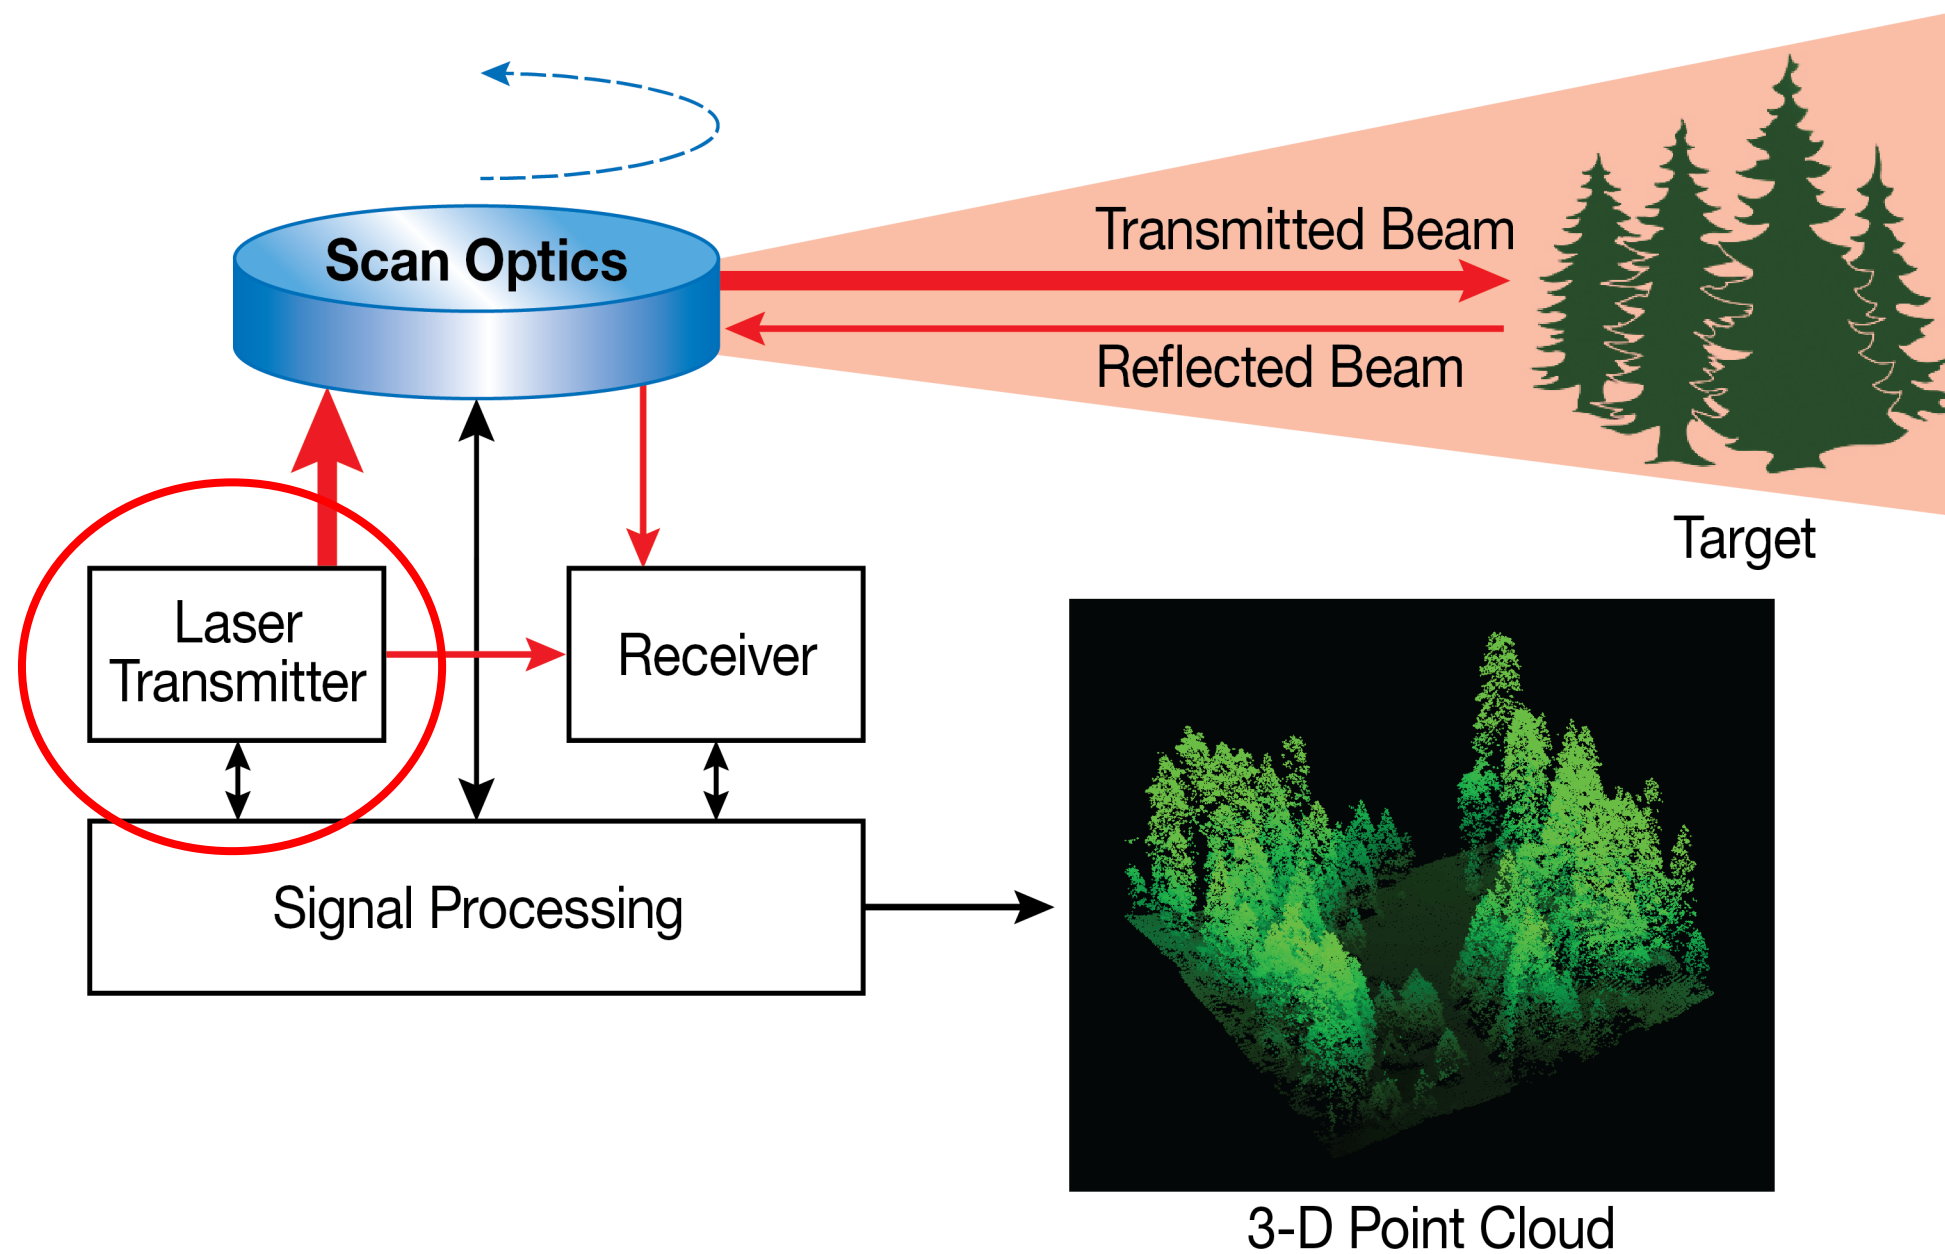 Scan Optics
Transmitted Beam
Reflected Beam
Target
Laser
Transmitter
Receiver
Signal Processing
3-D Point Cloud